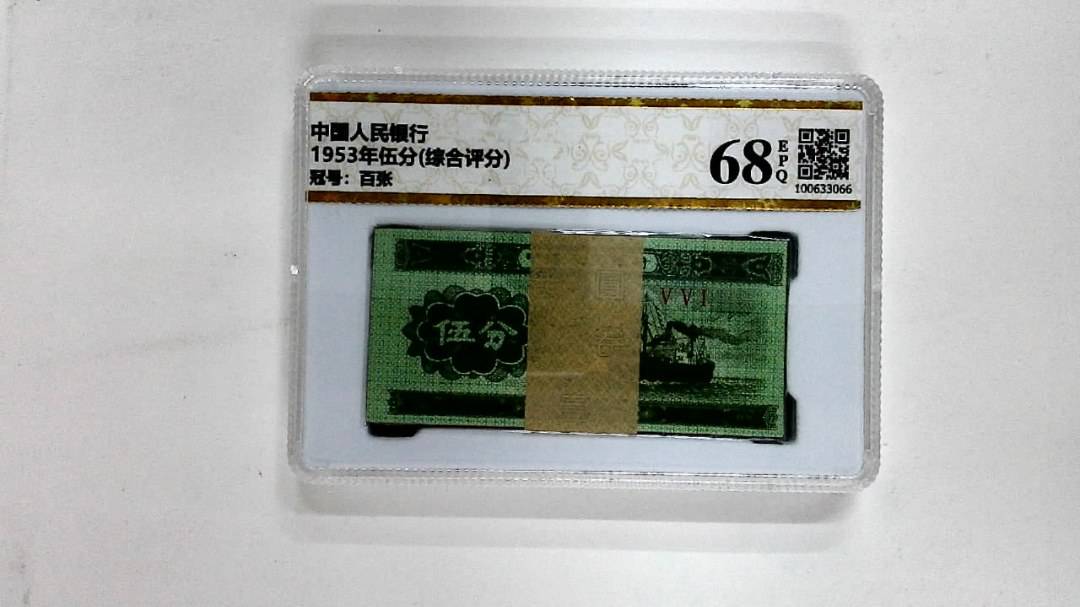 中国人民银行
1953年伍分(综合评分)
冠号：百张
68
EPQ
100633066
伍分
VVI